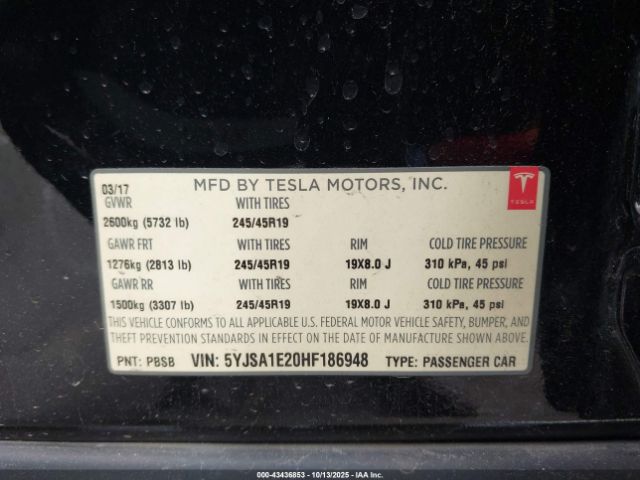 03/17 MFD BY TESLA MOTORS, INC.
TESLA
GVWR WITH TIRES
2600kg (5732 lb) 245/45R19
GAWR FRT WITH TIRES RIM COLD TIRE PRESSURE
1276kg (2813 lb) 245/45R19 19X8.0 J 310 kPa, 45 psi
GAWR RR WITH TIRES RIM COLD TIRE PRESSURE
1500kg (3307 lb) 245/45R19 19X8.0 J 310 kPa, 45 psi
THIS VEHICLE CONFORMS TO ALL APPLICABLE U.S. FEDERAL MOTOR VEHICLE SAFETY, BUMPER, AND
THEFT PREVENTION STANDARDS IN EFFECT ON THE DATE OF MANUFACTURE SHOWN ABOVE.
PNT: PBSB VIN: 5YJSA1E20HF186948 TYPE: PASSENGER CAR
000-43436853 - 10/13/2025 - IAA Inc.